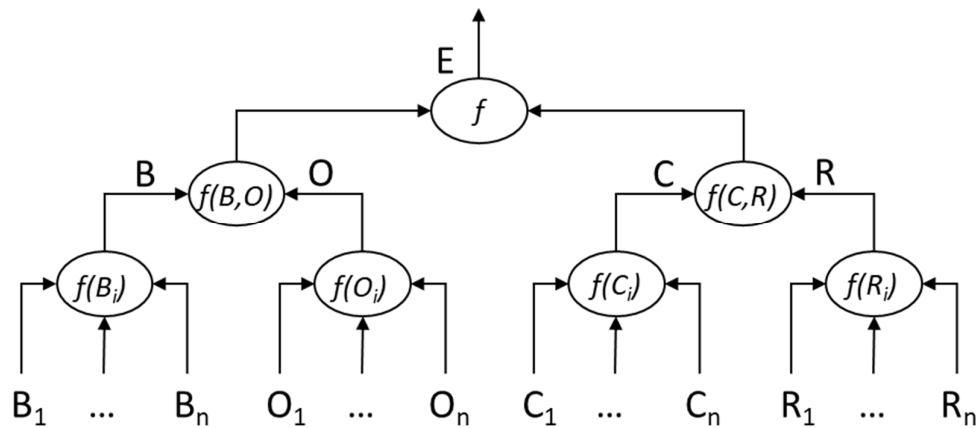 E
f
B O C R
f(B,O) f(C,R)
f(Bᵢ) f(Oᵢ) f(Cᵢ) f(Rᵢ)
B₁ ... Bₙ O₁ ... Oₙ C₁ ... Cₙ R₁ ... Rₙ